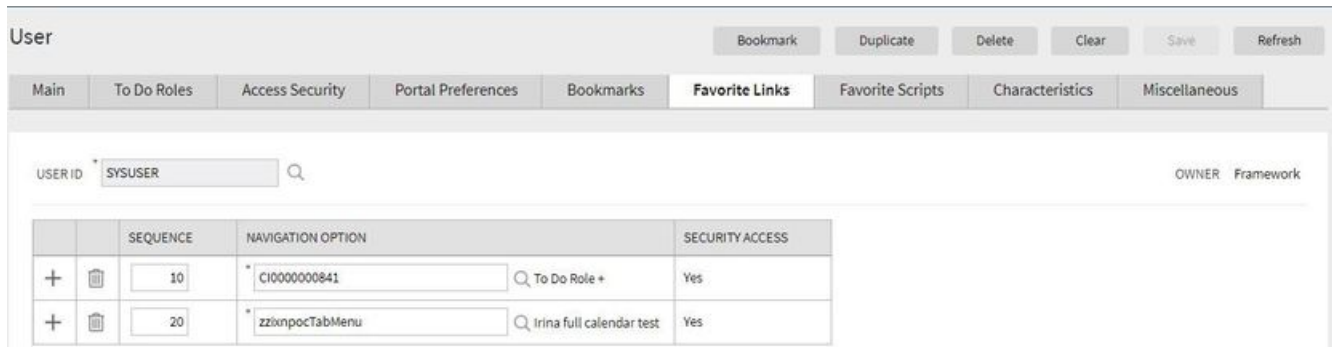 User
Bookmark Duplicate Delete Clear Save Refresh
Main To Do Roles Access Security Portal Preferences Bookmarks Favorite Links Favorite Scripts Characteristics Miscellaneous
USER ID * SYSUSER OWNER Framework
SEQUENCE NAVIGATION OPTION SECURITY ACCESS
+ 10 * CI0000000841 To Do Role + Yes
+ 20 * zzixnpocTabMenu Irina full calendar test Yes